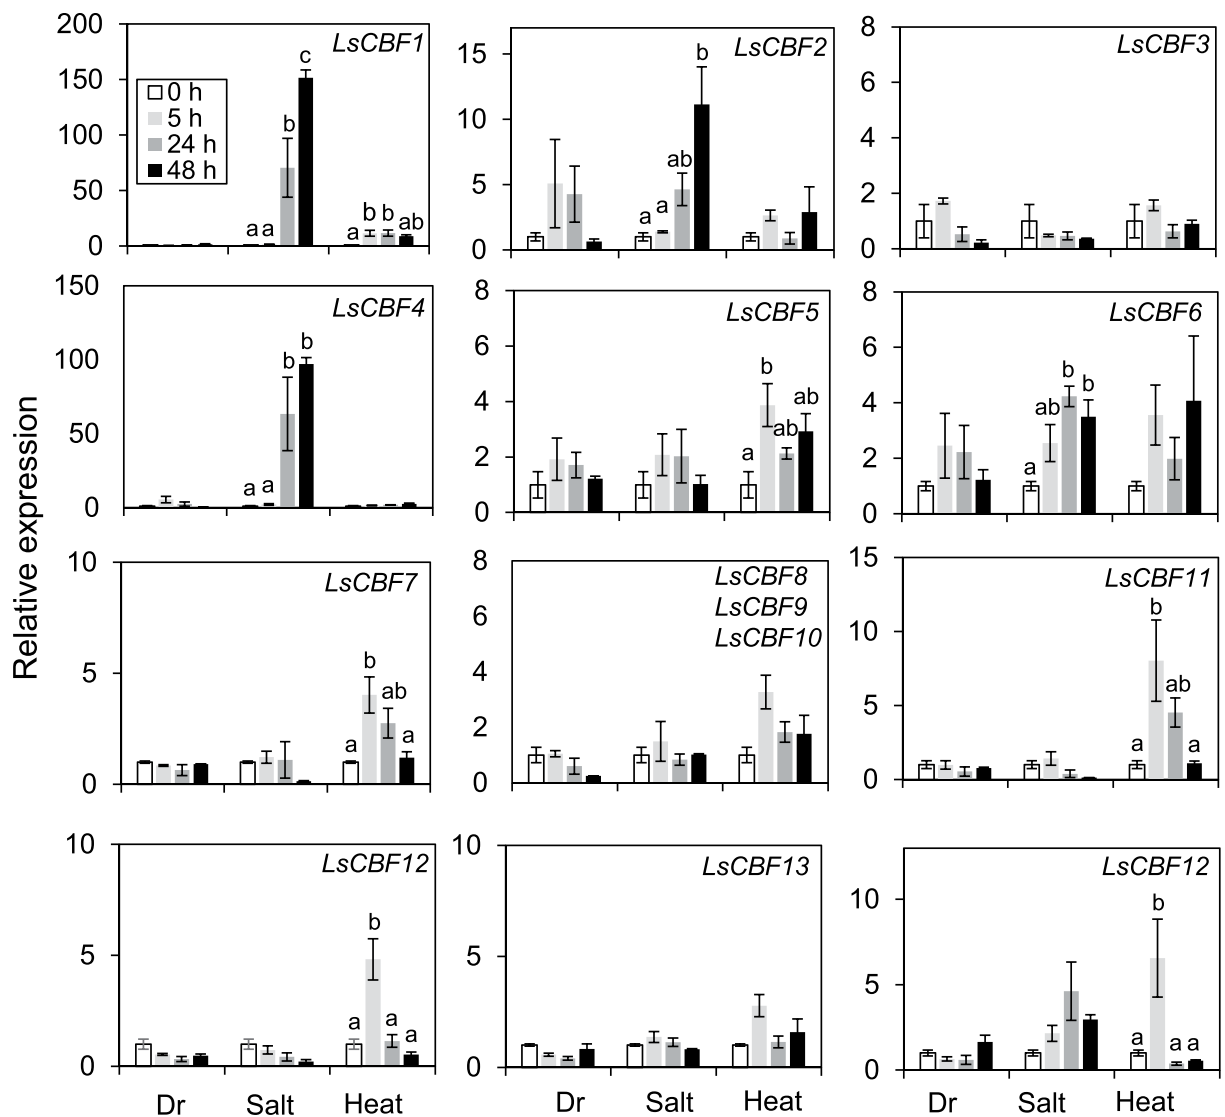 Relative expression
LsCBF1
200
150
100
50
0
0 h
5 h
24 h
48 h
a a b c
a b b ab
LsCBF2
15
10
5
0
a a ab b
LsCBF3
8
6
4
2
0
LsCBF4
150
100
50
0
a a b b
LsCBF5
8
6
4
2
0
a b ab ab
LsCBF6
8
6
4
2
0
a ab b b
LsCBF7
10
5
0
a b ab a
LsCBF8
LsCBF9
LsCBF10
8
6
4
2
0
LsCBF11
15
10
5
0
a b ab a
LsCBF12
10
5
0
a b a a
Dr Salt Heat
LsCBF13
10
5
0
Dr Salt Heat
LsCBF12
10
5
0
a b a a
Dr Salt Heat